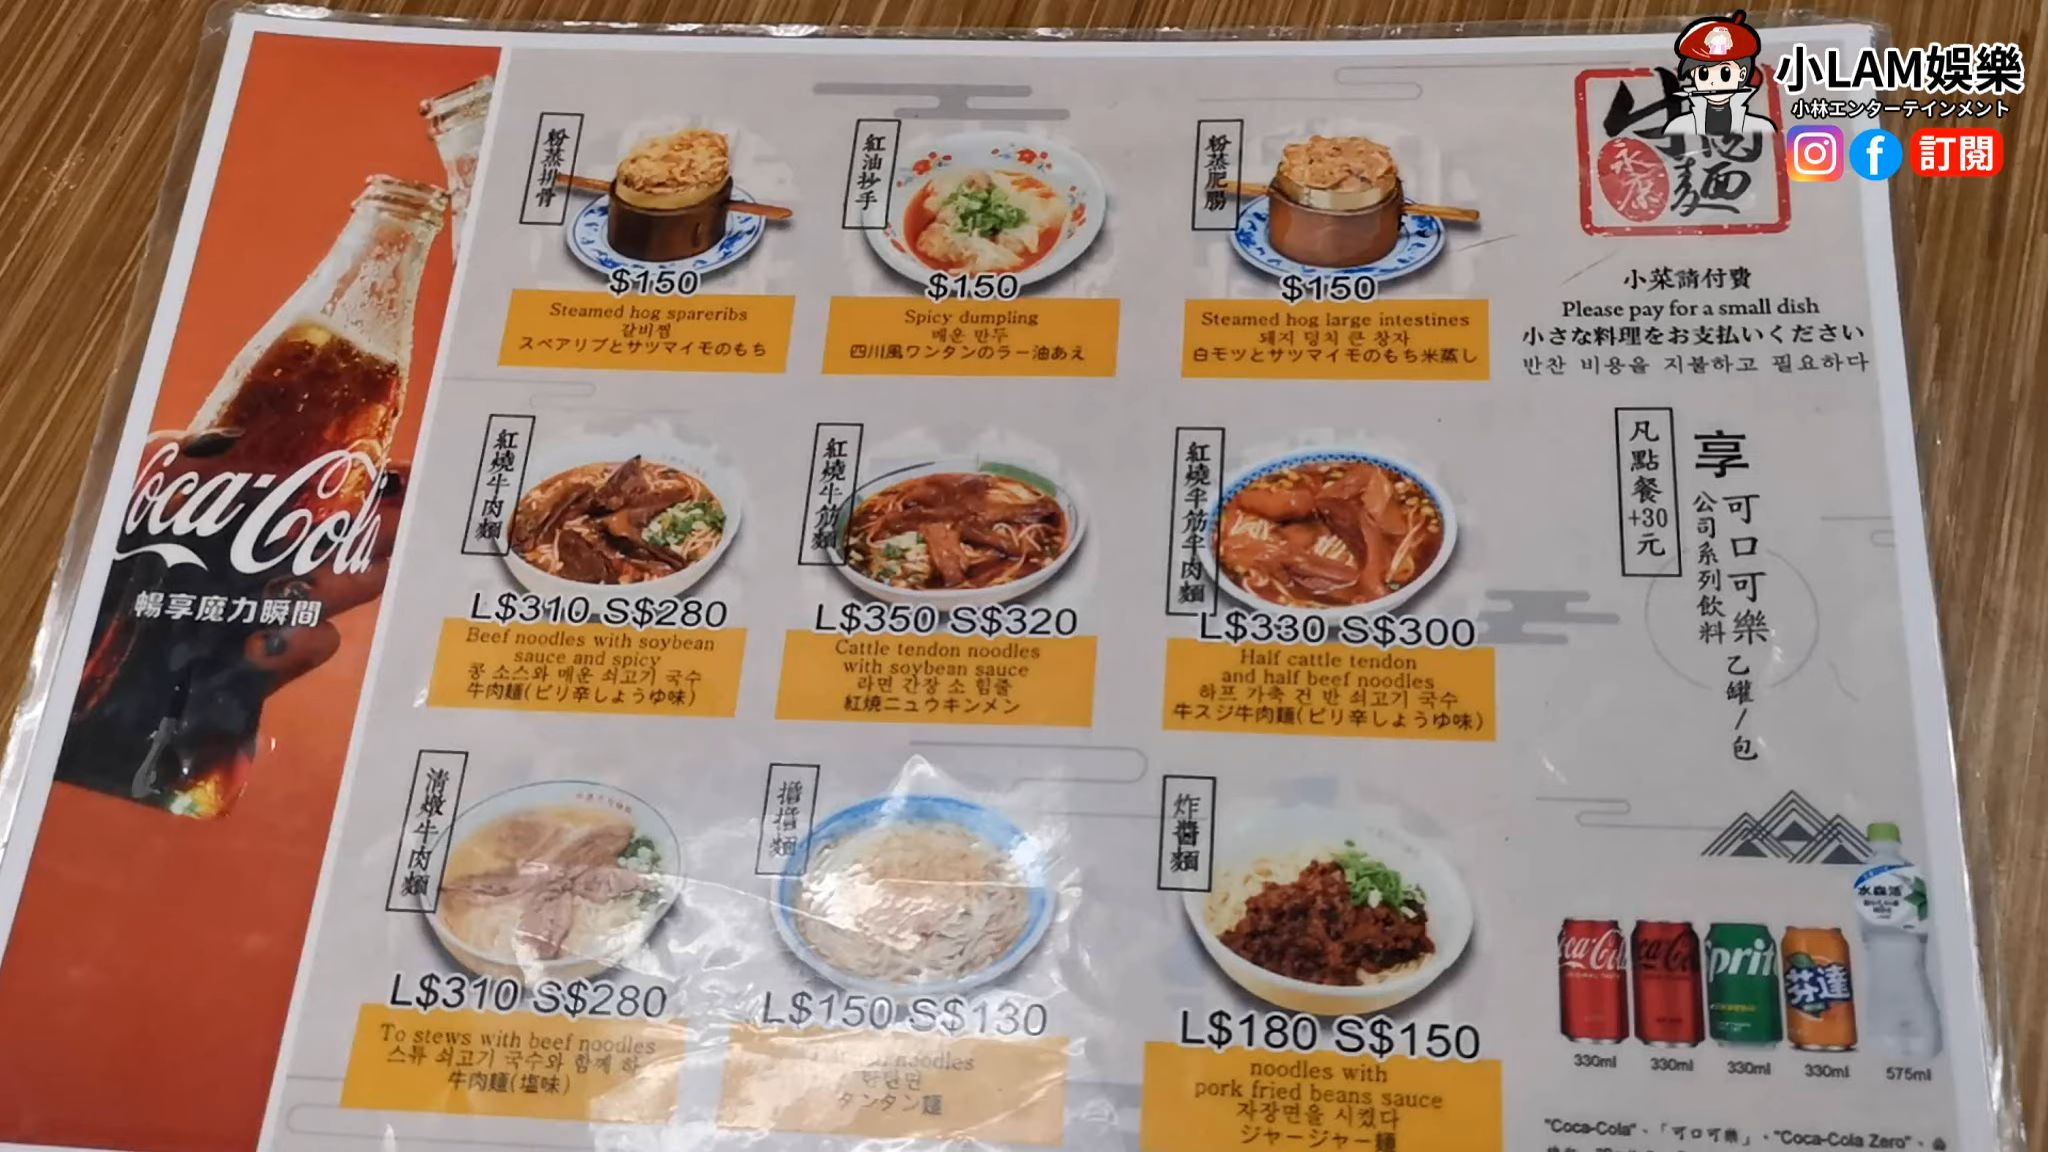 小LAM娛樂
小林エンターテインメント
訂閱
牛肉麵
永康
小菜請付費
Please pay for a small dish
小さな料理をお支払いください
반찬 비용을 지불하고 필요하다
粉蒸排骨
$150
Steamed hog spareribs
갈비찜
スペアリブとサツマイモのもち
紅油抄手
$150
Spicy dumpling
매운 만두
四川風ワンタンのラー油あえ
粉蒸肥腸
$150
Steamed hog large intestines
돼지 덩치 큰 창자
白モツとサツマイモのもち米蒸し
紅燒牛肉麵
L$310 S$280
Beef noodles with soybean
sauce and spicy
콩 소스와 매운 쇠고기 국수
牛肉麵(ピリ辛しょうゆ味)
紅燒牛筋麵
L$350 S$320
Cattle tendon noodles
with soybean sauce
라면 간장 소 힘줄
紅焼ニュウキンメン
紅燒半筋半肉麵
L$330 S$300
Half cattle tendon
and half beef noodles
하프 가축 건 반 쇠고기 국수
牛スジ牛肉麵(ピリ辛しょうゆ味)
清燉牛肉麵
L$310 S$280
To stews with beef noodles
스튜 쇠고기 국수와 함께 하
牛肉麵(塩味)
擔擔麵
L$150 S$130
noodles
タンタン麵
炸醬麵
L$180 S$150
noodles with
pork fried beans sauce
자장면을 시켰다
ジャージャー麵
凡點餐+30元
享
可口可樂乙罐/包
公司系列飲料
Coca-Cola
暢享魔力瞬間
Coca-Cola
Sprite
芬達
水森活
330ml
330ml
330ml
330ml
575ml
"Coca-Cola"、「可口可樂」、"Coca-Cola Zero"、